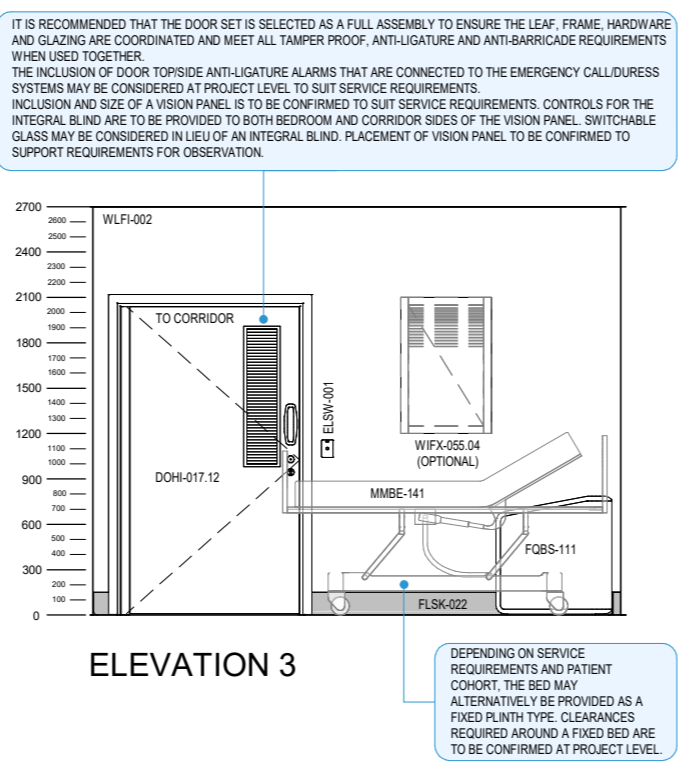 IT IS RECOMMENDED THAT THE DOOR SET IS SELECTED AS A FULL ASSEMBLY TO ENSURE THE LEAF, FRAME, HARDWARE
AND GLAZING ARE COORDINATED AND MEET ALL TAMPER PROOF, ANTI-LIGATURE AND ANTI-BARRICADE REQUIREMENTS
WHEN USED TOGETHER.
THE INCLUSION OF DOOR TOP/SIDE ANTI-LIGATURE ALARMS THAT ARE CONNECTED TO THE EMERGENCY CALL/DURESS
SYSTEMS MAY BE CONSIDERED AT PROJECT LEVEL TO SUIT SERVICE REQUIREMENTS.
INCLUSION AND SIZE OF A VISION PANEL IS TO BE CONFIRMED TO SUIT SERVICE REQUIREMENTS. CONTROLS FOR THE
INTEGRAL BLIND ARE TO BE PROVIDED TO BOTH BEDROOM AND CORRIDOR SIDES OF THE VISION PANEL. SWITCHABLE
GLASS MAY BE CONSIDERED IN LIEU OF AN INTEGRAL BLIND. PLACEMENT OF VISION PANEL TO BE CONFIRMED TO
SUPPORT REQUIREMENTS FOR OBSERVATION.
2700
2600
2500
2400
2300
2200
2100
2000
1900
1800
1700
1600
1500
1400
1300
1200
1100
1000
900
800
700
600
500
400
300
200
100
0
WLFI-002
TO CORRIDOR
DOHI-017.12
ELSW-001
WIFX-055.04
(OPTIONAL)
MMBE-141
FQBS-111
FLSK-022
ELEVATION 3
DEPENDING ON SERVICE
REQUIREMENTS AND PATIENT
COHORT, THE BED MAY
ALTERNATIVELY BE PROVIDED AS A
FIXED PLINTH TYPE. CLEARANCES
REQUIRED AROUND A FIXED BED ARE
TO BE CONFIRMED AT PROJECT LEVEL.